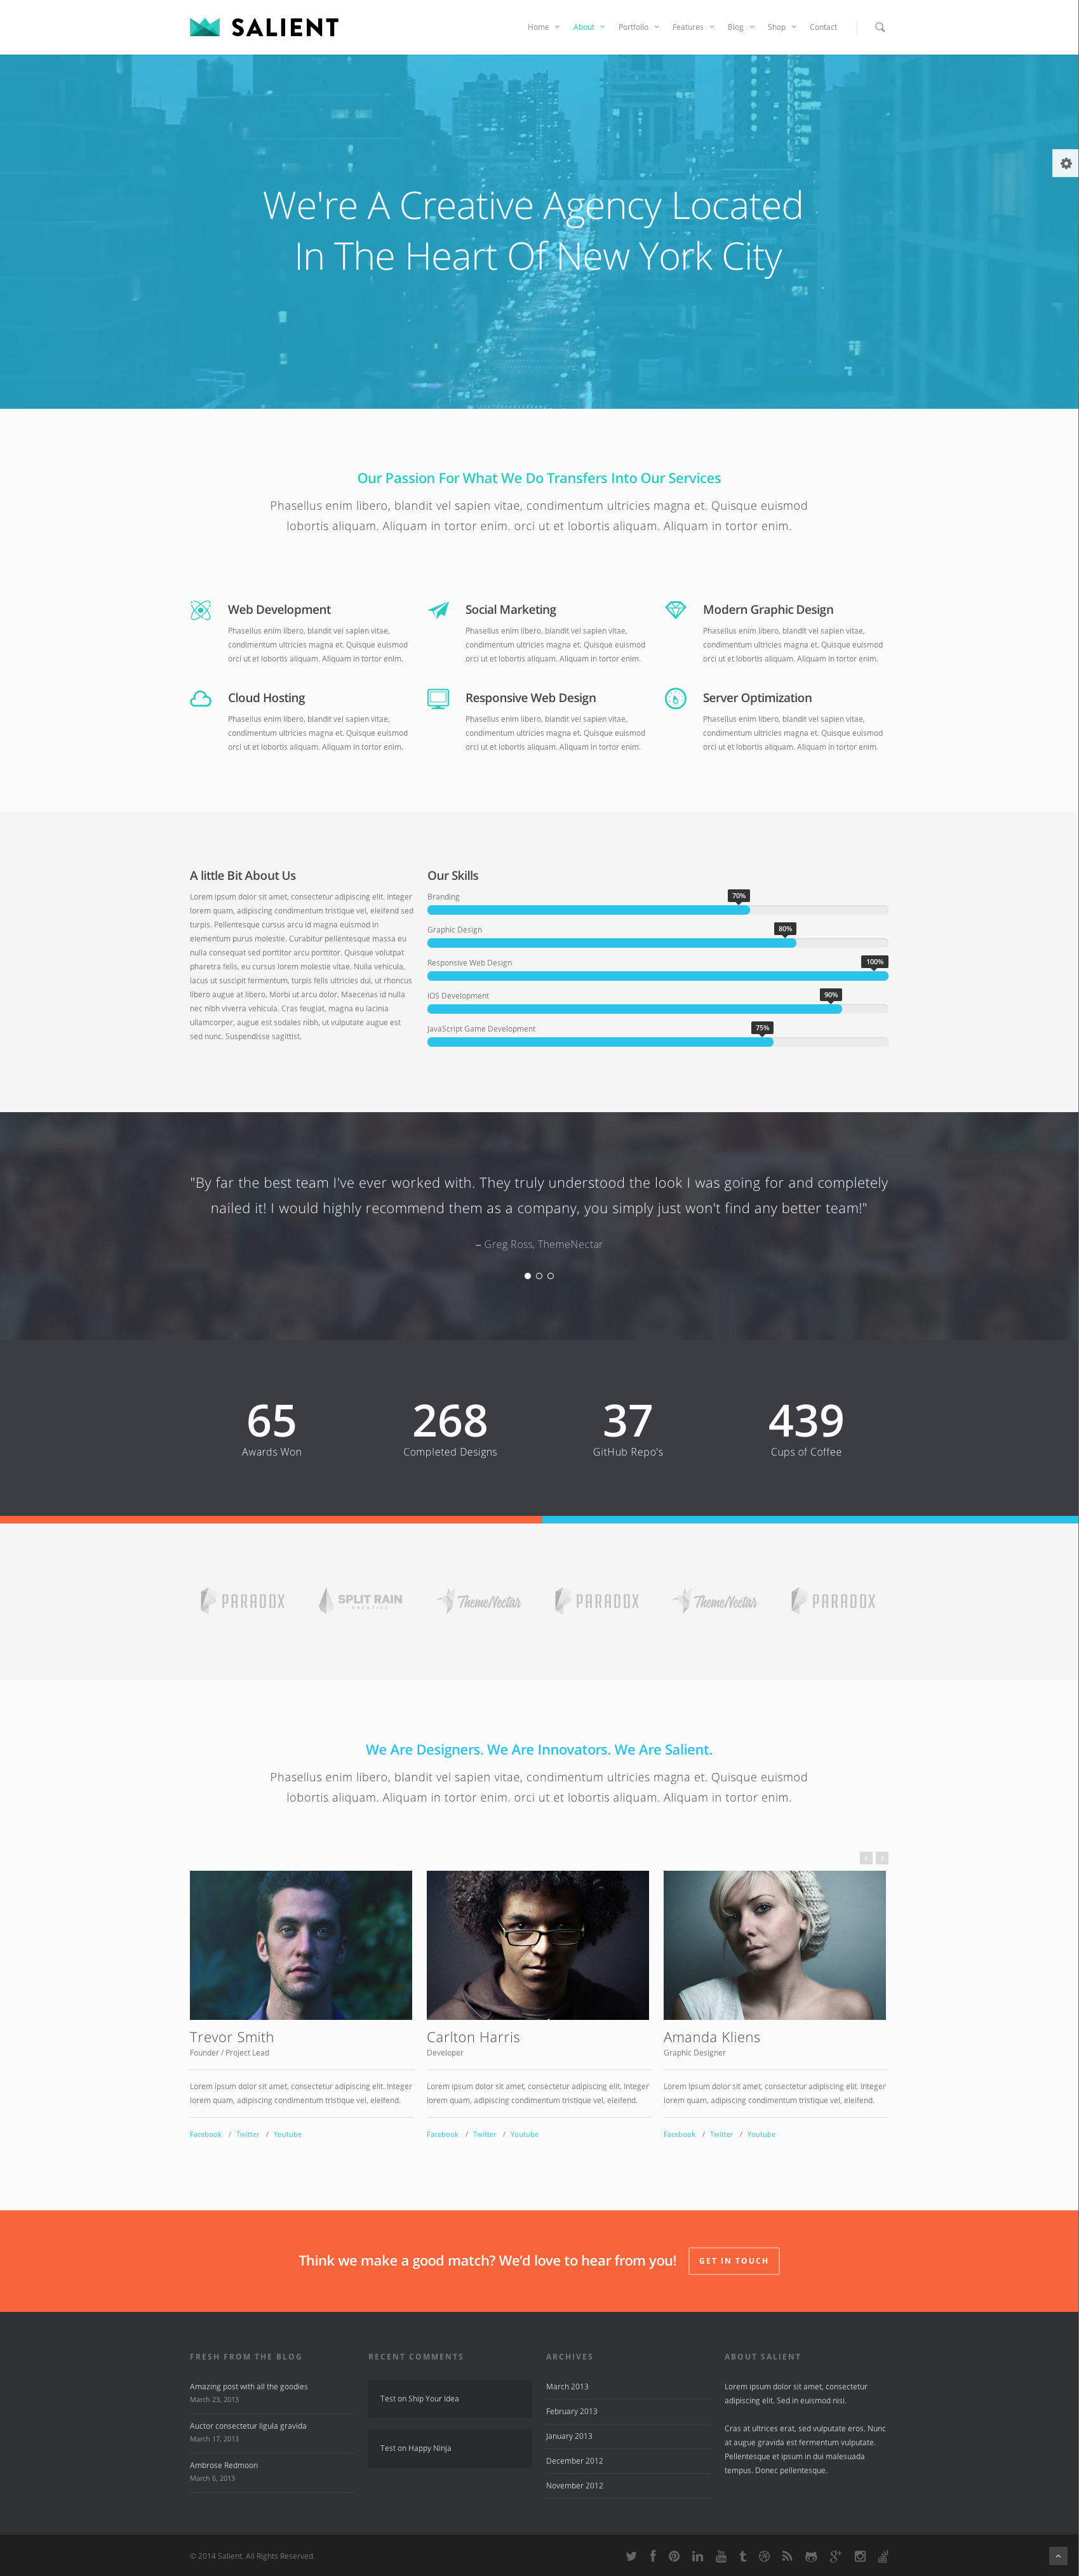 SALIENT
Home About Portfolio Features Blog Shop Contact
We're A Creative Agency Located
In The Heart Of New York City
Our Passion For What We Do Transfers Into Our Services
Phasellus enim libero, blandit vel sapien vitae, condimentum ultricies magna et. Quisque euismod
lobortis aliquam. Aliquam in tortor enim. orci ut et lobortis aliquam. Aliquam in tortor enim.
Web Development
Phasellus enim libero, blandit vel sapien vitae,
condimentum ultricies magna et. Quisque euismod
orci ut et lobortis aliquam. Aliquam in tortor enim.
Social Marketing
Phasellus enim libero, blandit vel sapien vitae,
condimentum ultricies magna et. Quisque euismod
orci ut et lobortis aliquam. Aliquam in tortor enim.
Modern Graphic Design
Phasellus enim libero, blandit vel sapien vitae,
condimentum ultricies magna et. Quisque euismod
orci ut et lobortis aliquam. Aliquam in tortor enim.
Cloud Hosting
Phasellus enim libero, blandit vel sapien vitae,
condimentum ultricies magna et. Quisque euismod
orci ut et lobortis aliquam. Aliquam in tortor enim.
Responsive Web Design
Phasellus enim libero, blandit vel sapien vitae,
condimentum ultricies magna et. Quisque euismod
orci ut et lobortis aliquam. Aliquam in tortor enim.
Server Optimization
Phasellus enim libero, blandit vel sapien vitae,
condimentum ultricies magna et. Quisque euismod
orci ut et lobortis aliquam. Aliquam in tortor enim.
A little Bit About Us
Lorem ipsum dolor sit amet, consectetur adipiscing elit. Integer
lorem quam, adipiscing condimentum tristique vel, eleifend sed
turpis. Pellentesque cursus arcu id magna euismod in
elementum purus molestie. Curabitur pellentesque massa eu
nulla consequat sed porttitor arcu porttitor. Quisque volutpat
pharetra felis, eu cursus lorem molestie vitae. Nulla vehicula,
lacus ut suscipit fermentum, turpis felis ultricies dui, ut rhoncus
libero augue at libero. Morbi ut arcu dolor. Maecenas id nulla
nec nibh viverra vehicula. Cras feugiat, magna eu lacinia
ullamcorper, augue est sodales nibh, ut vulputate augue est
sed nunc. Suspendisse sagittist.
Our Skills
Branding 70%
Graphic Design 80%
Responsive Web Design 100%
iOS Development 90%
JavaScript Game Development 75%
"By far the best team I've ever worked with. They truly understood the look I was going for and completely
nailed it! I would highly recommend them as a company, you simply just won't find any better team!"
– Greg Ross, ThemeNectar
65
Awards Won
268
Completed Designs
37
GitHub Repo's
439
Cups of Coffee
PARADOX
SPLIT RAIN
CREATIVE
ThemeNectar
PARADOX
ThemeNectar
PARADOX
We Are Designers. We Are Innovators. We Are Salient.
Phasellus enim libero, blandit vel sapien vitae, condimentum ultricies magna et. Quisque euismod
lobortis aliquam. Aliquam in tortor enim. orci ut et lobortis aliquam. Aliquam in tortor enim.
Trevor Smith
Founder / Project Lead
Lorem ipsum dolor sit amet, consectetur adipiscing elit. Integer
lorem quam, adipiscing condimentum tristique vel, eleifend.
Facebook / Twitter / Youtube
Carlton Harris
Developer
Lorem ipsum dolor sit amet, consectetur adipiscing elit. Integer
lorem quam, adipiscing condimentum tristique vel, eleifend.
Facebook / Twitter / Youtube
Amanda Kliens
Graphic Designer
Lorem ipsum dolor sit amet, consectetur adipiscing elit. Integer
lorem quam, adipiscing condimentum tristique vel, eleifend.
Facebook / Twitter / Youtube
Think we make a good match? We'd love to hear from you!
GET IN TOUCH
FRESH FROM THE BLOG
Amazing post with all the goodies
March 23, 2013
Auctor consectetur ligula gravida
March 17, 2013
Ambrose Redmoon
March 6, 2013
RECENT COMMENTS
Test on Ship Your Idea
Test on Happy Ninja
ARCHIVES
March 2013
February 2013
January 2013
December 2012
November 2012
ABOUT SALIENT
Lorem ipsum dolor sit amet, consectetur
adipiscing elit. Sed in euismod nisi.
Cras at ultrices erat, sed vulputate eros. Nunc
at augue gravida est fermentum vulputate.
Pellentesque et ipsum in dui malesuada
tempus. Donec pellentesque.
© 2014 Salient. All Rights Reserved.